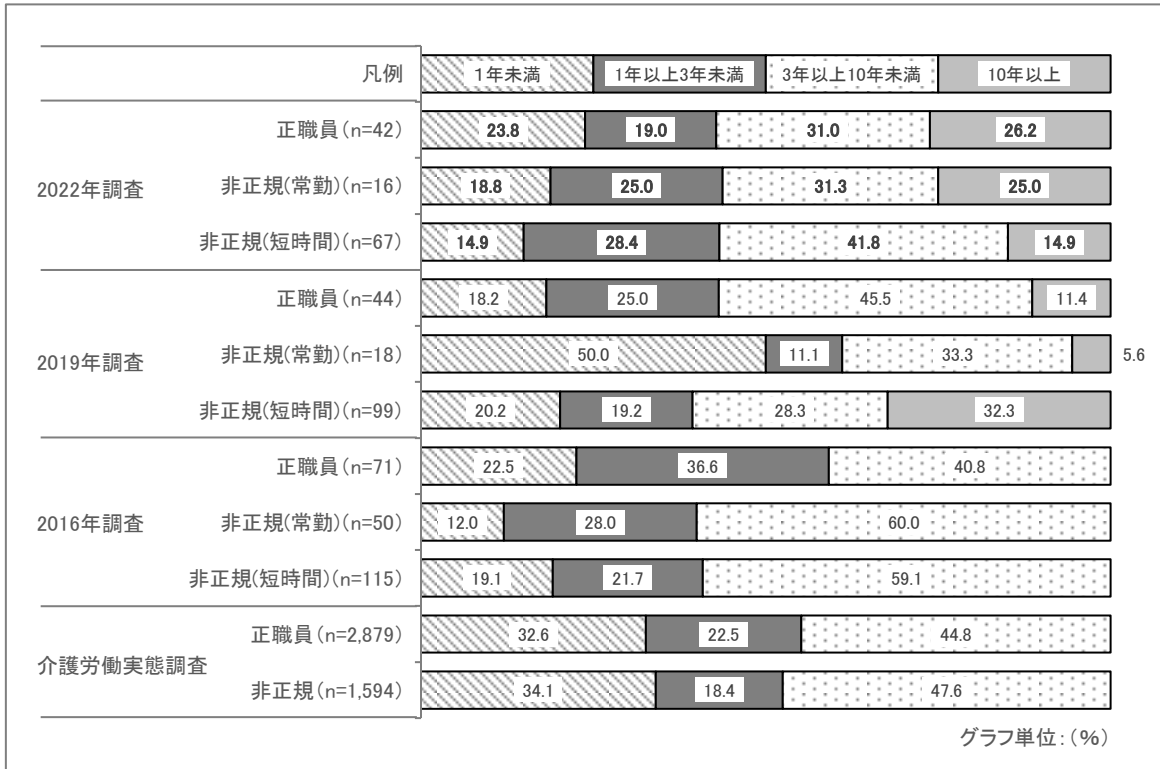 凡例 1年未満 1年以上3年未満 3年以上10年未満 10年以上
2022年調査
正職員(n=42) 23.8 19.0 31.0 26.2
非正規(常勤)(n=16) 18.8 25.0 31.3 25.0
非正規(短時間)(n=67) 14.9 28.4 41.8 14.9
2019年調査
正職員(n=44) 18.2 25.0 45.5 11.4
非正規(常勤)(n=18) 50.0 11.1 33.3 5.6
非正規(短時間)(n=99) 20.2 19.2 28.3 32.3
2016年調査
正職員(n=71) 22.5 36.6 40.8
非正規(常勤)(n=50) 12.0 28.0 60.0
非正規(短時間)(n=115) 19.1 21.7 59.1
介護労働実態調査
正職員(n=2,879) 32.6 22.5 44.8
非正規(n=1,594) 34.1 18.4 47.6
グラフ単位:(%)